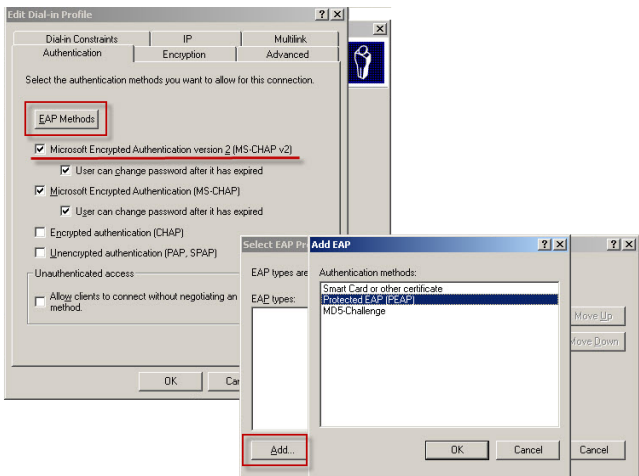 Edit Dial-in Profile
Dial-in Constraints
IP
Multilink
Authentication
Encryption
Advanced
Select the authentication methods you want to allow for this connection.
EAP Methods
Microsoft Encrypted Authentication version 2 (MS-CHAP v2)
User can change password after it has expired
Microsoft Encrypted Authentication (MS-CHAP)
User can change password after it has expired
Encrypted authentication (CHAP)
Unencrypted authentication (PAP, SPAP)
Unauthenticated access
Allow clients to connect without negotiating an
method.
OK
Select EAP
EAP types are
EAP types:
Add...
Move Up
Move Down
Cancel
Add EAP
Authentication methods:
Smart Card or other certificate
Protected EAP (PEAP)
MD5-Challenge
OK
Cancel